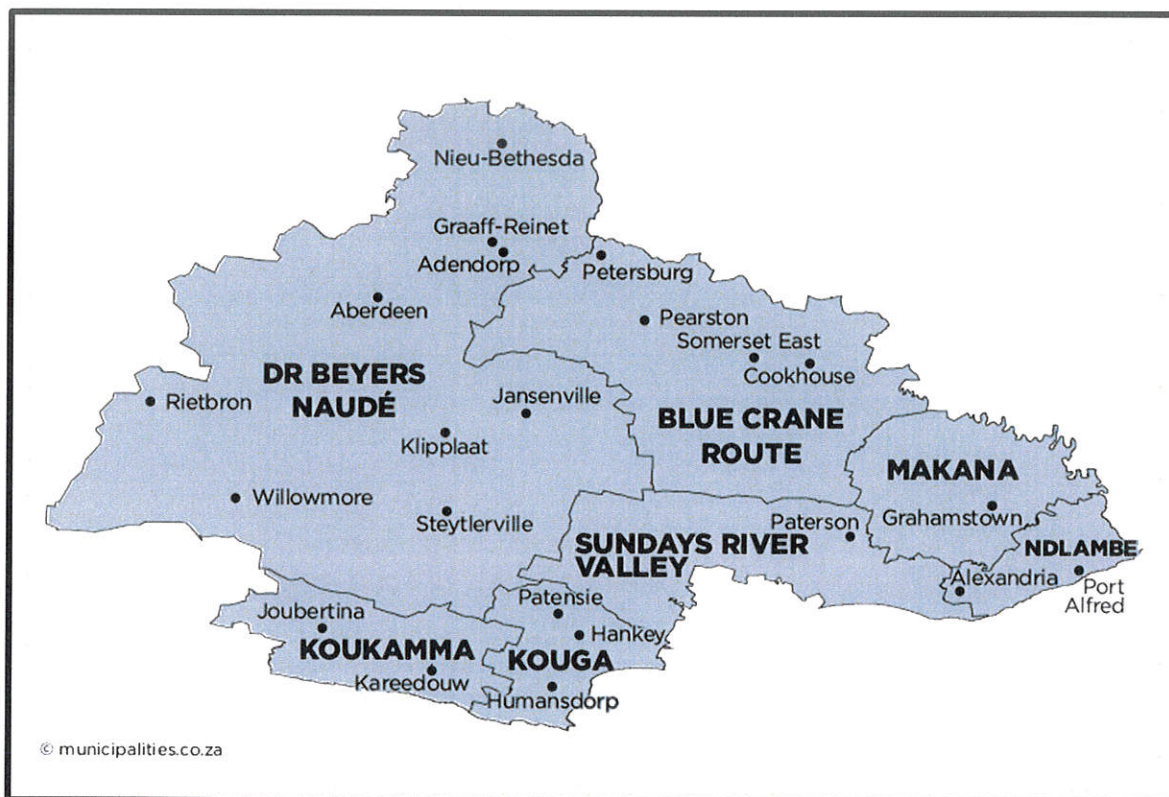 Nieu-Bethesda
Graaff-Reinet
Adendorp
Petersburg
Aberdeen
Pearston
Somerset East
Cookhouse
DR BEYERS
NAUDÉ
Rietbron
Jansenville
BLUE CRANE
ROUTE
Klipplaat
MAKANA
Willowmore
Steytlerville
Grahamstown
Paterson
SUNDAYS RIVER
VALLEY
NDLAMBE
Alexandria
Port
Alfred
Patensie
Joubertina
Hankey
KOUKAMMA
KOUGA
Kareedouw
Humansdorp
© municipalities.co.za